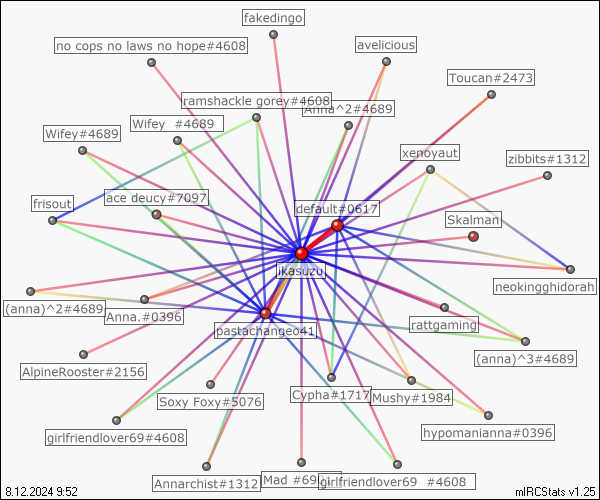 fakedingo
no cops no laws no hope#4608
avelicious
Toucan#2473
ramshackle gorey#4608
Anna^2#4689
Wifey #4689
Wifey#4689
xenoyaut
zibbits#1312
ace deucy#7097
frisout
default#0617
Skalman
iKasuzu
neokingghidorah
(anna)^2#4689
Anna.#0396
rattgaming
pastachange041
(anna)^3#4689
AlpineRooster#2156
Soxy Foxy#5076
Cypha#1717
Mushy#1984
girlfriendlover69#4608
hypomanianna#0396
Annarchist#1312
Mad
girlfriendlover69 #4608
8.12.2024 9:52
mIRCStats v1.25